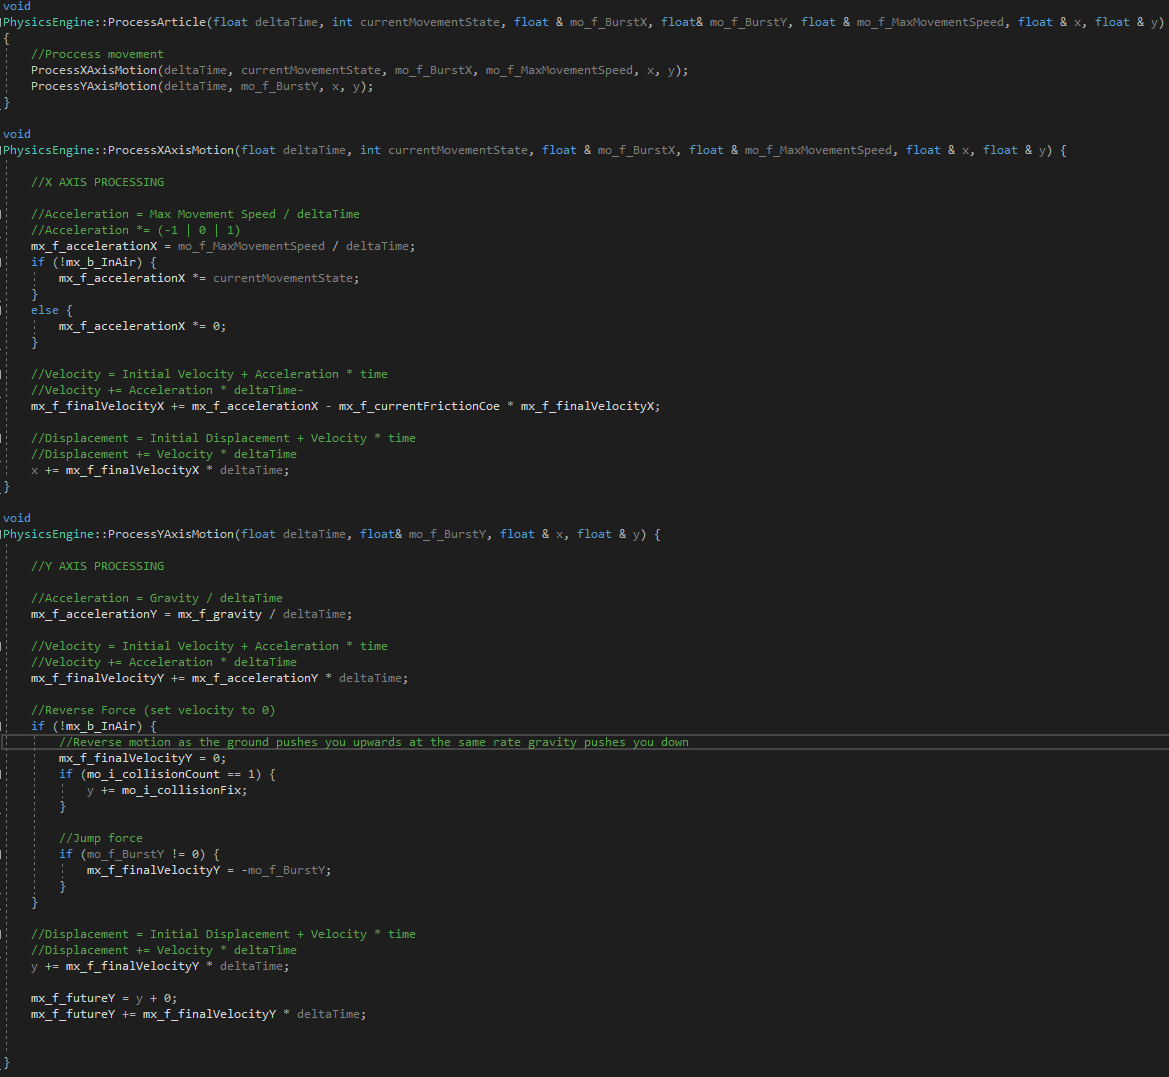 void
PhysicsEngine::ProcessArticle(float deltaTime, int currentMovementState, float & mo_f_BurstX, float& mo_f_BurstY, float & mo_f_MaxMovementSpeed, float & x, float & y)
{
//Proccess movement
ProcessXAxisMotion(deltaTime, currentMovementState, mo_f_BurstX, mo_f_MaxMovementSpeed, x, y);
ProcessYAxisMotion(deltaTime, mo_f_BurstY, x, y);
}
void
PhysicsEngine::ProcessXAxisMotion(float deltaTime, int currentMovementState, float & mo_f_BurstX, float & mo_f_MaxMovementSpeed, float & x, float & y) {
//X AXIS PROCESSING
//Acceleration = Max Movement Speed / deltaTime
//Acceleration *= (-1 | 0 | 1)
mx_f_accelerationX = mo_f_MaxMovementSpeed / deltaTime;
if (!mx_b_InAir) {
mx_f_accelerationX *= currentMovementState;
}
else {
mx_f_accelerationX *= 0;
}
//Velocity = Initial Velocity + Acceleration * time
//Velocity += Acceleration * deltaTime-
mx_f_finalVelocityX += mx_f_accelerationX - mx_f_currentFrictionCoe * mx_f_finalVelocityX;
//Displacement = Initial Displacement + Velocity * time
//Displacement += Velocity * deltaTime
x += mx_f_finalVelocityX * deltaTime;
}
void
PhysicsEngine::ProcessYAxisMotion(float deltaTime, float& mo_f_BurstY, float & x, float & y) {
//Y AXIS PROCESSING
//Acceleration = Gravity / deltaTime
mx_f_accelerationY = mx_f_gravity / deltaTime;
//Velocity = Initial Velocity + Acceleration * time
//Velocity += Acceleration * deltaTime
mx_f_finalVelocityY += mx_f_accelerationY * deltaTime;
//Reverse Force (set velocity to 0)
if (!mx_b_InAir) {
//Reverse motion as the ground pushes you upwards at the same rate gravity pushes you down
mx_f_finalVelocityY = 0;
if (mo_i_collisionCount == 1) {
y += mo_i_collisionFix;
}
//Jump force
if (mo_f_BurstY != 0) {
mx_f_finalVelocityY = -mo_f_BurstY;
}
}
//Displacement = Initial Displacement + Velocity * time
//Displacement += Velocity * deltaTime
y += mx_f_finalVelocityY * deltaTime;
mx_f_futureY = y + 0;
mx_f_futureY += mx_f_finalVelocityY * deltaTime;
}